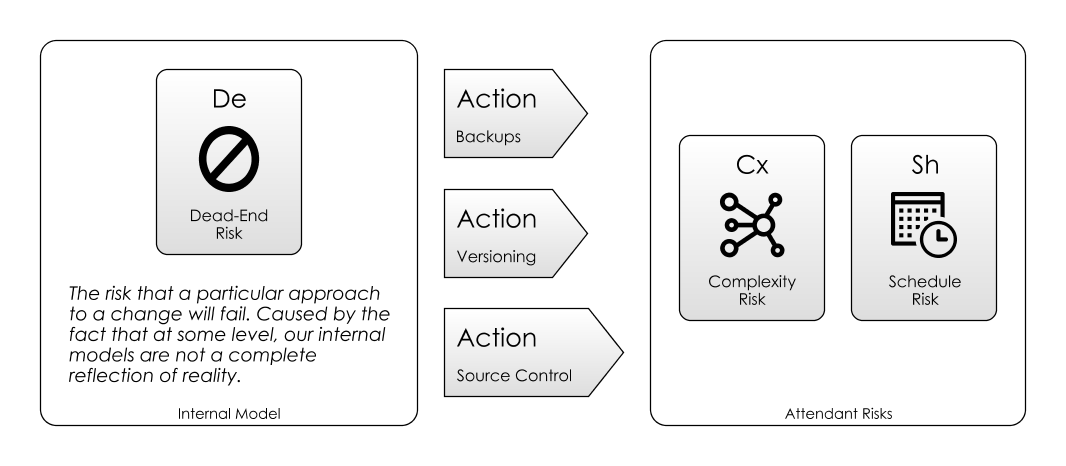 De
Dead-End
Risk
The risk that a particular approach
to a change will fail. Caused by the
fact that at some level, our internal
models are not a complete
reflection of reality.
Internal Model
Action
Backups
Action
Versioning
Action
Source Control
Cx
Complexity
Risk
Sh
Schedule
Risk
Attendant Risks